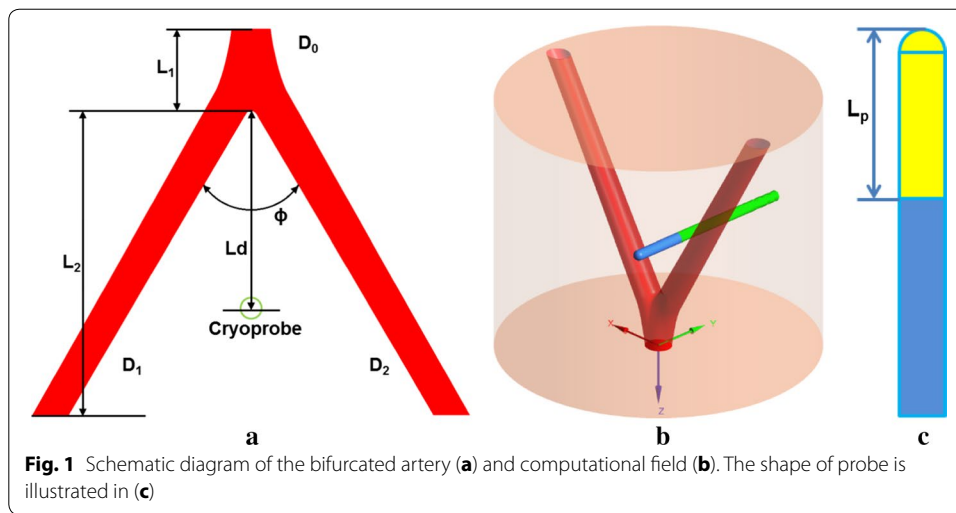 D₀
L₁
ϕ
Ld
L₂
Cryoprobe
D₁
D₂
a
X
Y
Z
b
Lₚ
c
Fig. 1 Schematic diagram of the bifurcated artery (a) and computational field (b). The shape of probe is
illustrated in (c)